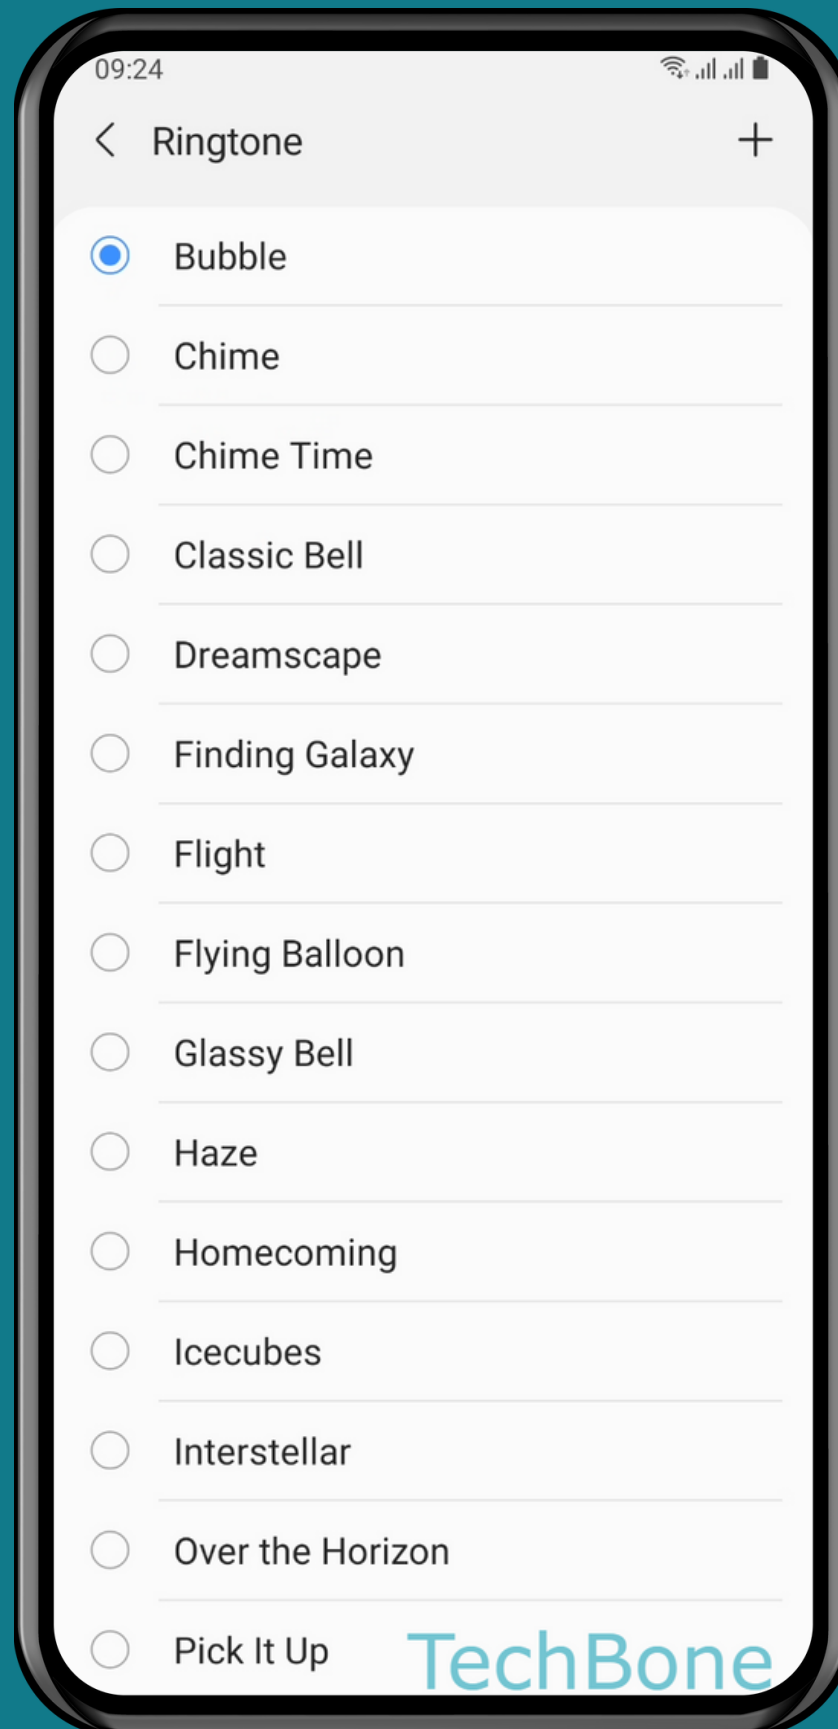 09:24
Ringtone
Bubble
Chime
Chime Time
Classic Bell
Dreamscape
Finding Galaxy
Flight
Flying Balloon
Glassy Bell
Haze
Homecoming
Icecubes
Interstellar
Over the Horizon
Pick It Up
TechBone